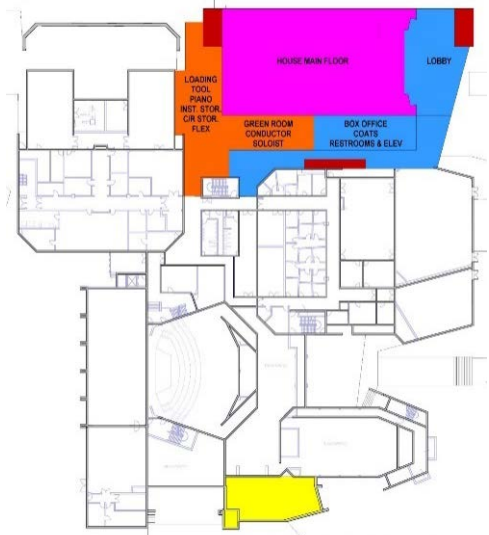 LOADING
TOOL
PIANO
INST. STOR.
C/R STOR.
FLEX
HOUSE MAIN FLOOR
LOBBY
GREEN ROOM
CONDUCTOR
SOLOIST
BOX OFFICE
COATS
RESTROOMS & ELEV